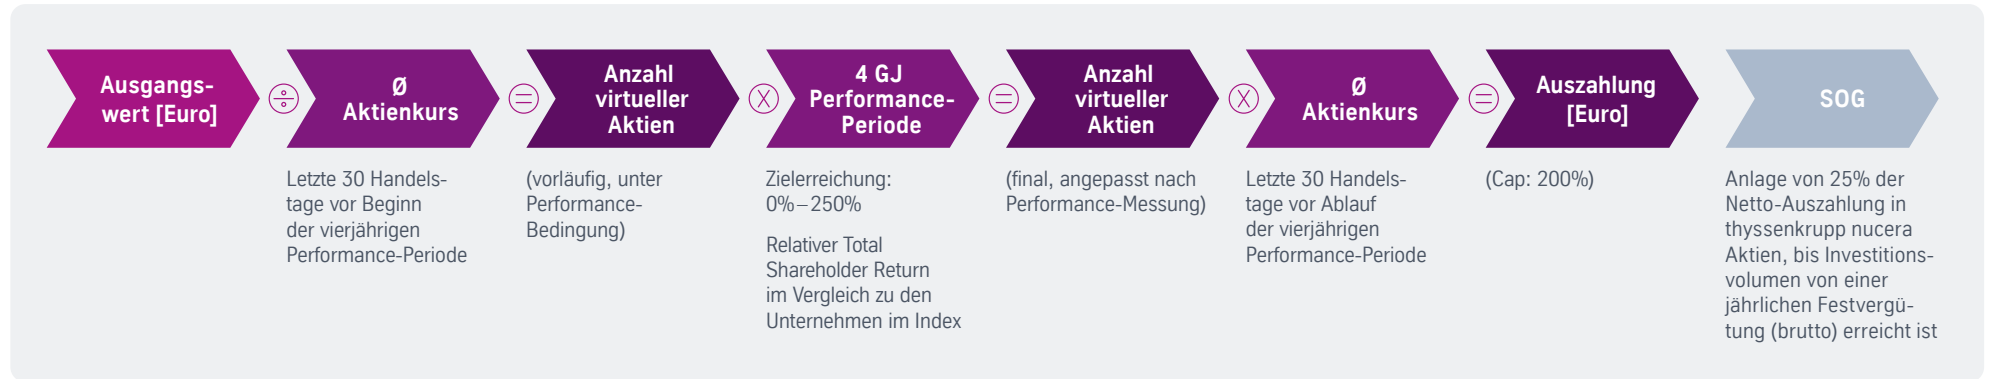 Ausgangs-
wert [Euro]
÷
Ø
Aktienkurs
Letzte 30 Handels-
tage vor Beginn
der vierjährigen
Performance-Periode
=
Anzahl
virtueller
Aktien
(vorläufig, unter
Performance-
Bedingung)
X
4 GJ
Performance-
Periode
Zielerreichung:
0%–250%
Relativer Total
Shareholder Return
im Vergleich zu den
Unternehmen im Index
=
Anzahl
virtueller
Aktien
(final, angepasst nach
Performance-Messung)
X
Ø
Aktienkurs
Letzte 30 Handels-
tage vor Ablauf
der vierjährigen
Performance-Periode
=
Auszahlung
[Euro]
(Cap: 200%)
SOG
Anlage von 25% der
Netto-Auszahlung in
thyssenkrupp nucera
Aktien, bis Investitions-
volumen von einer
jährlichen Festvergü-
tung (brutto) erreicht ist